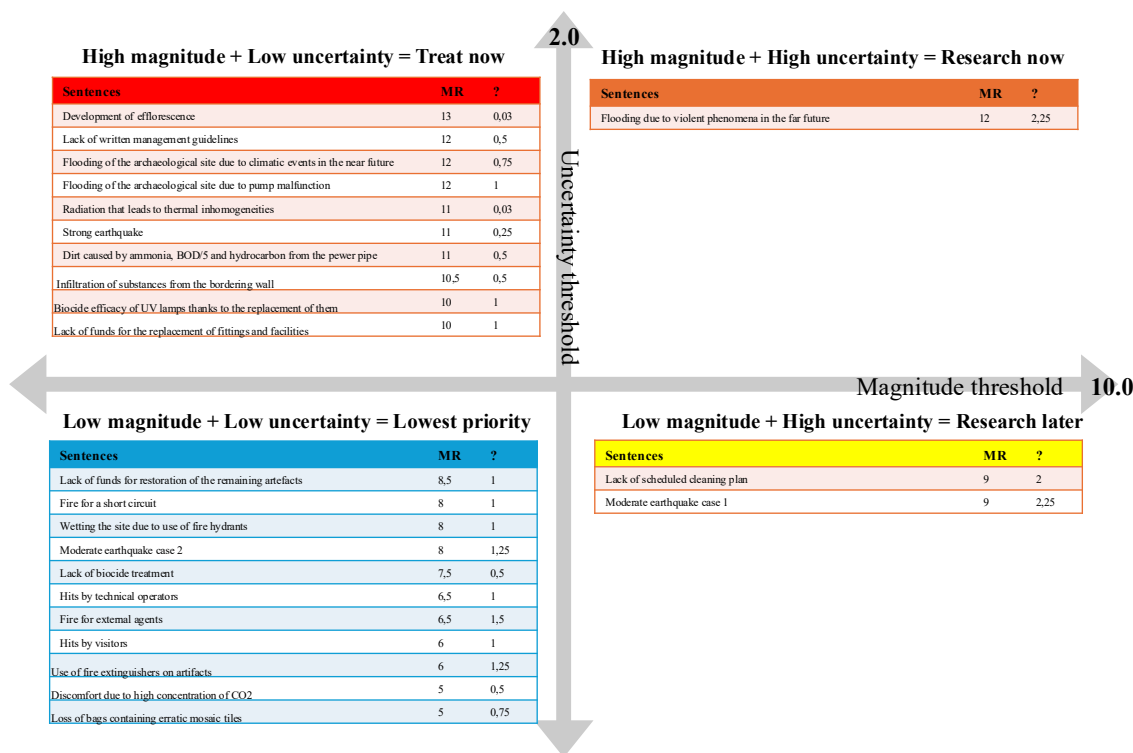 2.0
High magnitude + Low uncertainty = Treat now
Sentences MR ?
Development of efflorescence 13 0,03
Lack of written management guidelines 12 0,5
Flooding of the archaeological site due to climatic events in the near future 12 0,75
Flooding of the archaeological site due to pump malfunction 12 1
Radiation that leads to thermal inhomogeneities 11 0,03
Strong earthquake 11 0,25
Dirt caused by ammonia, BOD/5 and hydrocarbon from the pewer pipe 11 0,5
Infiltration of substances from the bordering wall 10,5 0,5
Biocide efficacy of UV lamps thanks to the replacement of them 10 1
Lack of funds for the replacement of fittings and facilities 10 1
High magnitude + High uncertainty = Research now
Sentences MR ?
Flooding due to violent phenomena in the far future 12 2,25
Uncertainty threshold
Magnitude threshold 10.0
Low magnitude + Low uncertainty = Lowest priority
Sentences MR ?
Lack of funds for restoration of the remaining artefacts 8,5 1
Fire for a short circuit 8 1
Wetting the site due to use of fire hydrants 8 1
Moderate earthquake case 2 8 1,25
Lack of biocide treatment 7,5 0,5
Hits by technical operators 6,5 1
Fire for external agents 6,5 1,5
Hits by visitors 6 1
Use of fire extinguishers on artifacts 6 1,25
Discomfort due to high concentration of CO2 5 0,5
Loss of bags containing erratic mosaic tiles 5 0,75
Low magnitude + High uncertainty = Research later
Sentences MR ?
Lack of scheduled cleaning plan 9 2
Moderate earthquake case 1 9 2,25